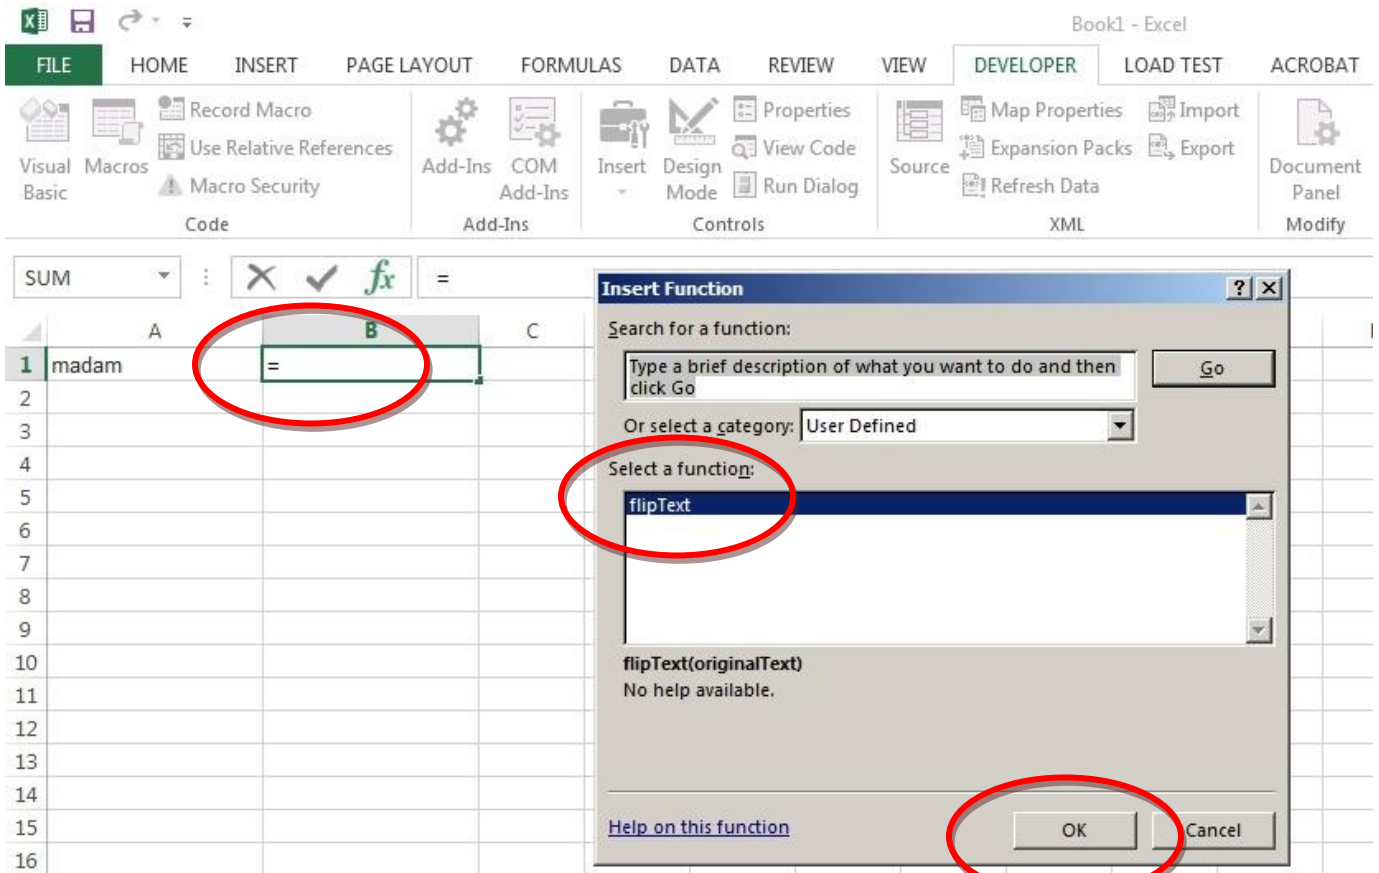 Book1 - Excel
FILE HOME INSERT PAGE LAYOUT FORMULAS DATA REVIEW VIEW DEVELOPER LOAD TEST ACROBAT
Visual Basic
Macros
Record Macro
Use Relative References
Macro Security
Code
Add-Ins
COM Add-Ins
Add-Ins
Insert
Design Mode
Properties
View Code
Run Dialog
Controls
Source
Map Properties
Expansion Packs
Refresh Data
Import
Export
XML
Document Panel
Modify
SUM
fx
=
A B C
1 madam =
2
3
4
5
6
7
8
9
10
11
12
13
14
15
16
Insert Function
Search for a function:
Type a brief description of what you want to do and then
click Go
Go
Or select a category: User Defined
Select a function:
flipText
flipText(originalText)
No help available.
Help on this function
OK
Cancel